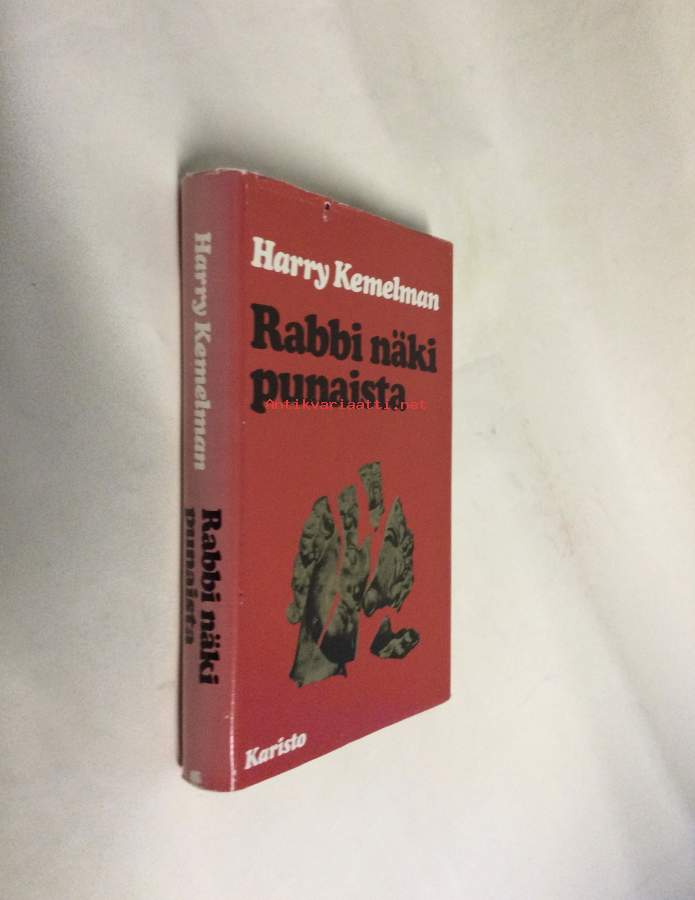 Harry Kemelman
Rabbi näki
punaista
Antikvariaatti.net
Karisto
Harry Kemelman
Rabbi näki
punaista